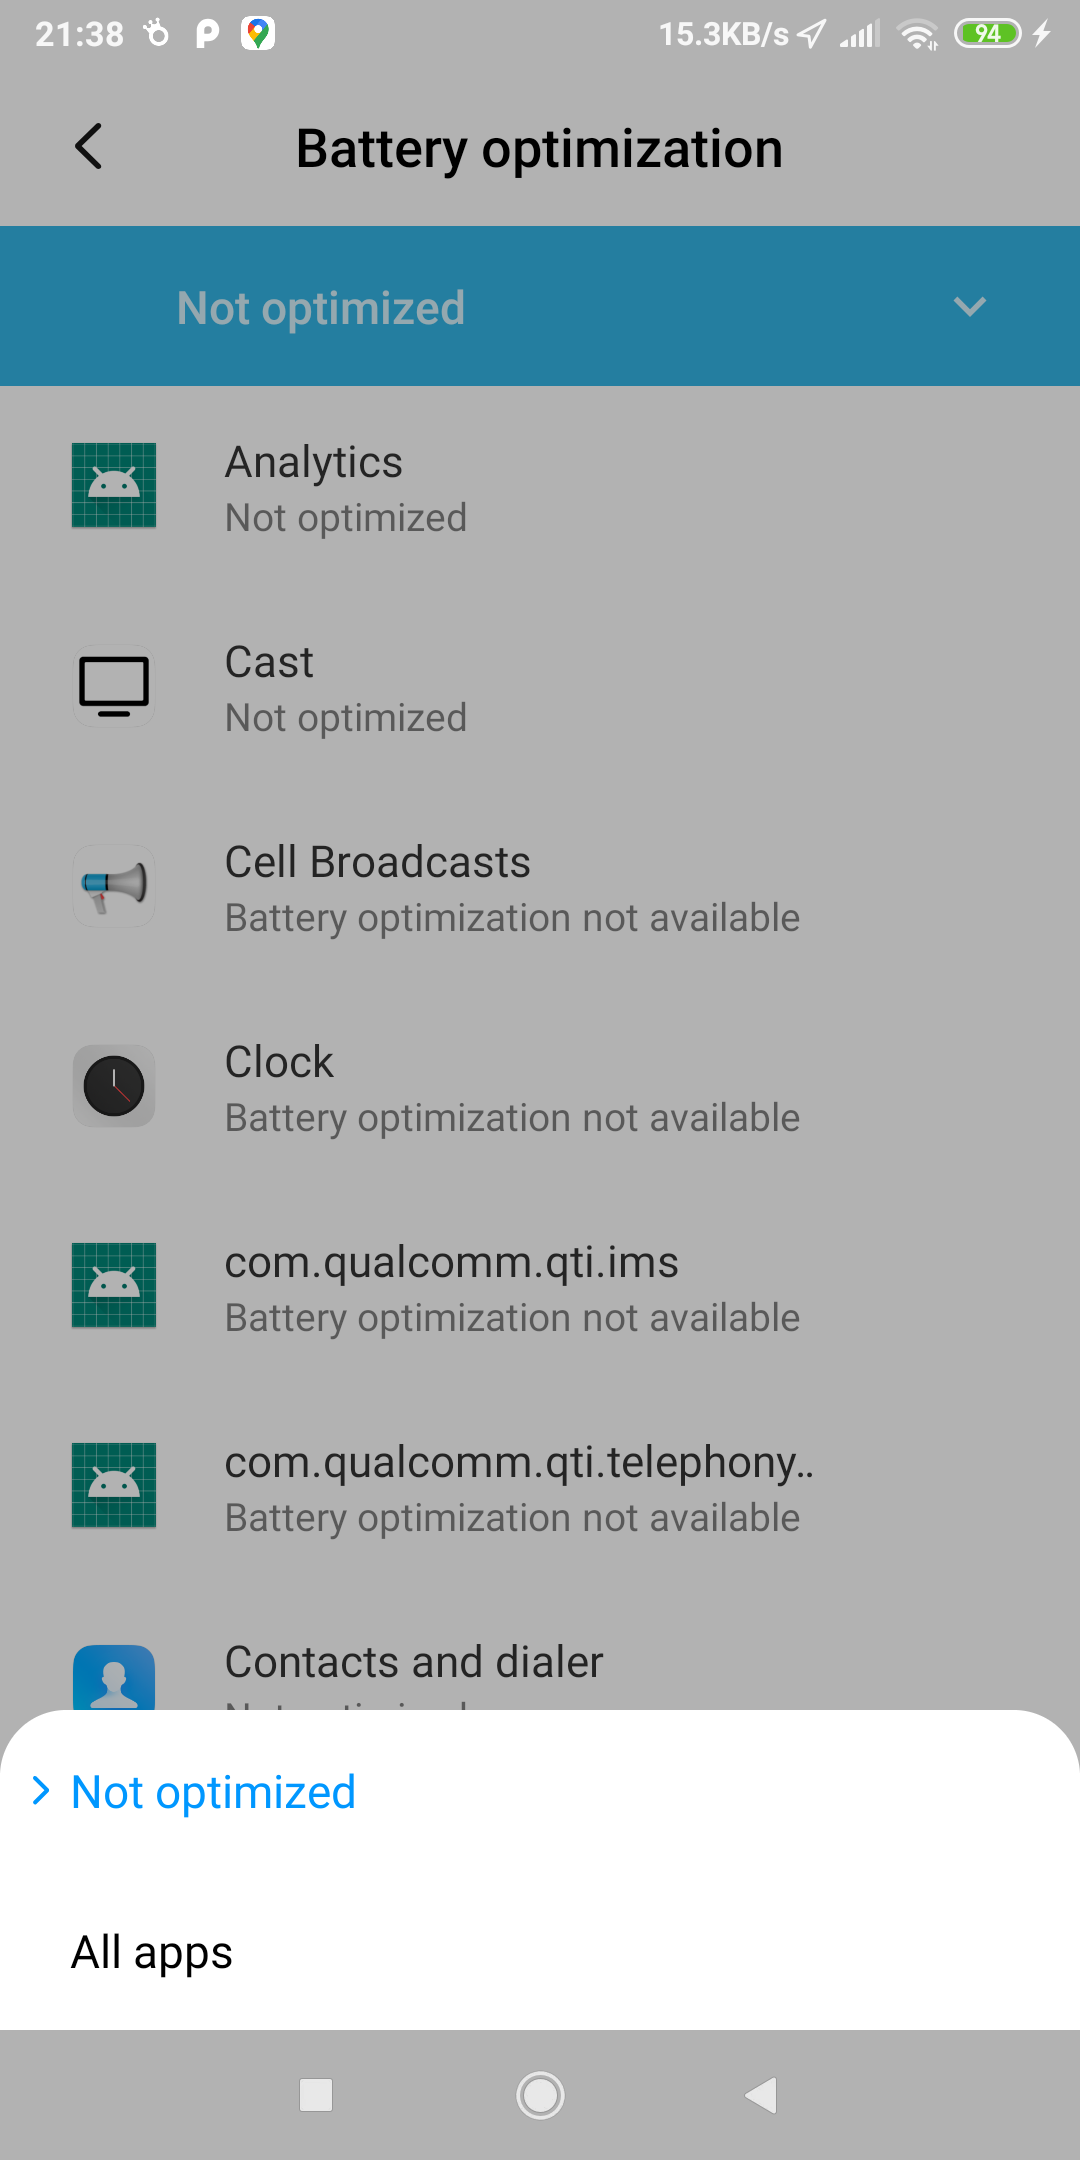 21:38 15.3KB/s 94
Battery optimization
Not optimized
Analytics
Not optimized
Cast
Not optimized
Cell Broadcasts
Battery optimization not available
Clock
Battery optimization not available
com.qualcomm.qti.ims
Battery optimization not available
com.qualcomm.qti.telephony..
Battery optimization not available
Contacts and dialer
Not optimized
All apps